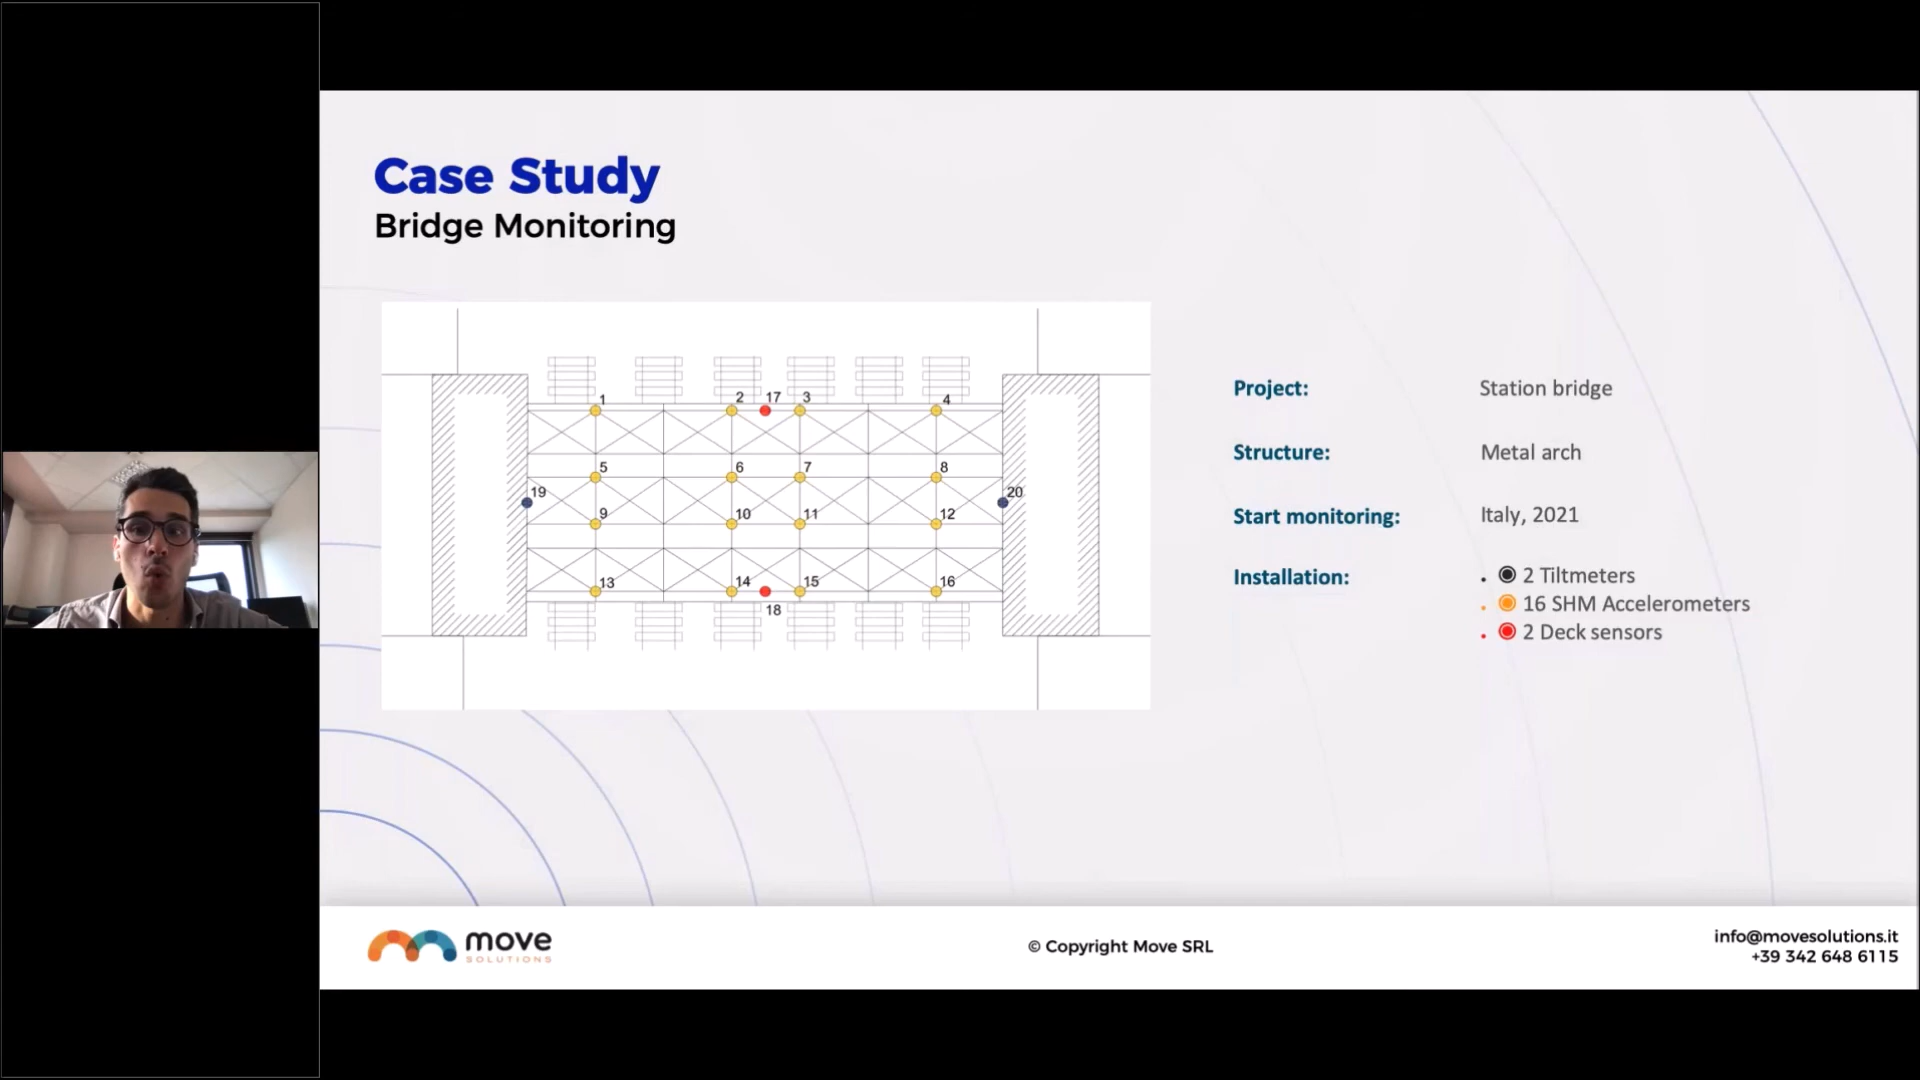 Case Study
Bridge Monitoring
1 2 17 3 4
5 6 7 8
19 20
9 10 11 12
13 14 15 16
18
Project: Station bridge
Structure: Metal arch
Start monitoring: Italy, 2021
Installation: 2 Tiltmeters
16 SHM Accelerometers
2 Deck sensors
move
SOLUTIONS
© Copyright Move SRL
info@movesolutions.it
+39 342 648 6115